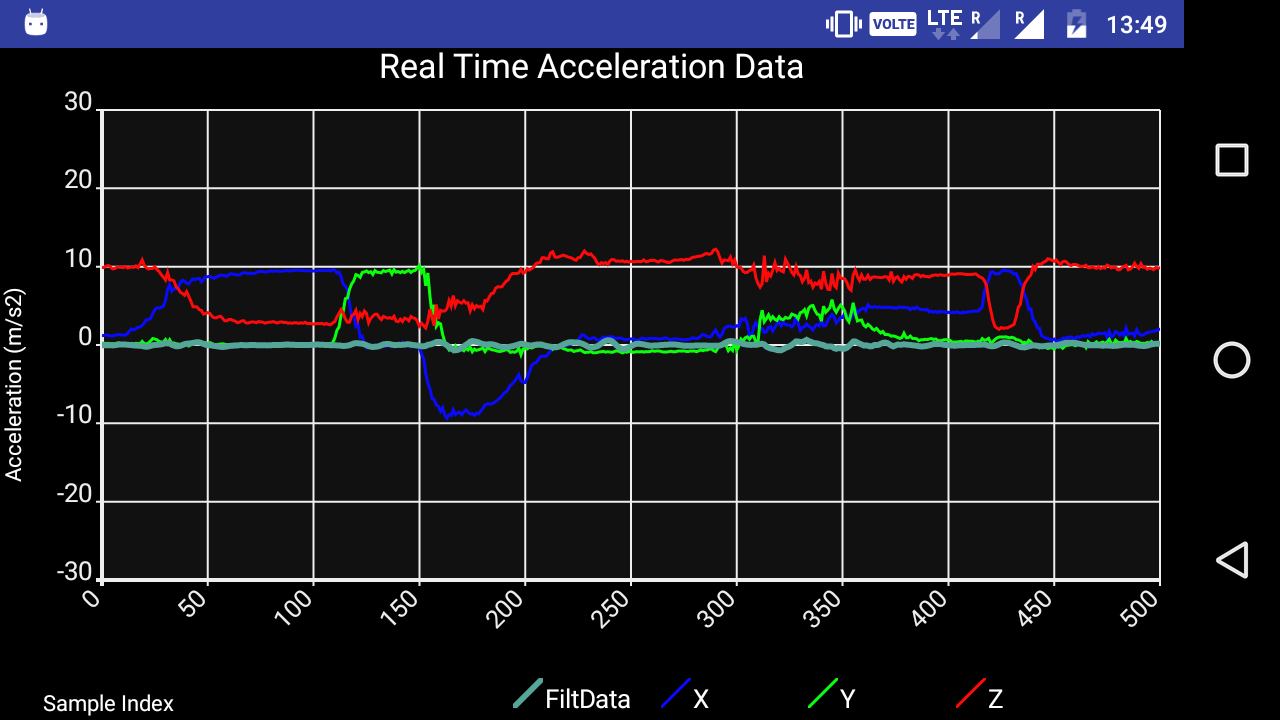 VOLTE LTE R R 13:49
Real Time Acceleration Data
30
20
10
0
-10
-20
-30
Acceleration (m/s2)
0 50 100 150 200 250 300 350 400 450 500
Sample Index
FiltData X Y Z